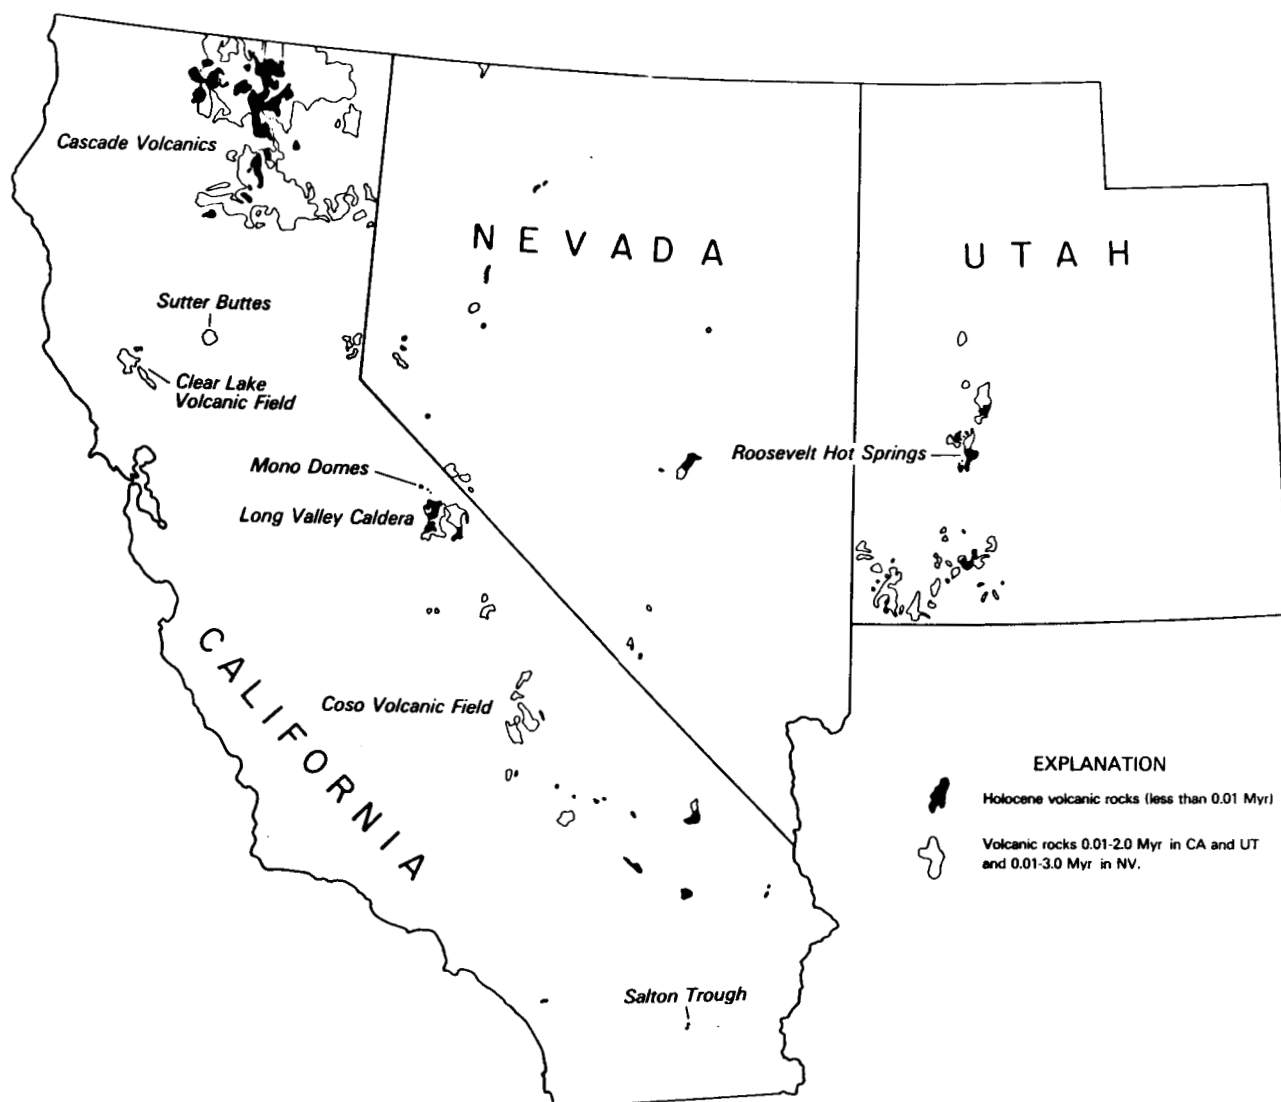 Cascade Volcanics
NEVADA
UTAH
Sutter Buttes
Clear Lake
Volcanic Field
Mono Domes
Roosevelt Hot Springs
Long Valley Caldera
CALIFORNIA
Coso Volcanic Field
EXPLANATION
Holocene volcanic rocks (less than 0.01 Myr)
Volcanic rocks 0.01-2.0 Myr in CA and UT
and 0.01-3.0 Myr in NV.
Salton Trough